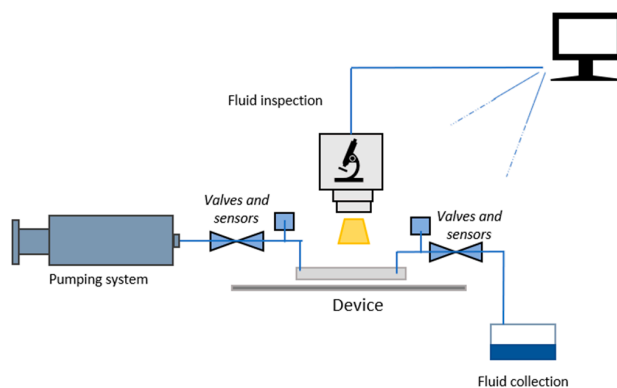 Fluid inspection
Valves and
sensors
Valves and
sensors
Pumping system
Device
Fluid collection